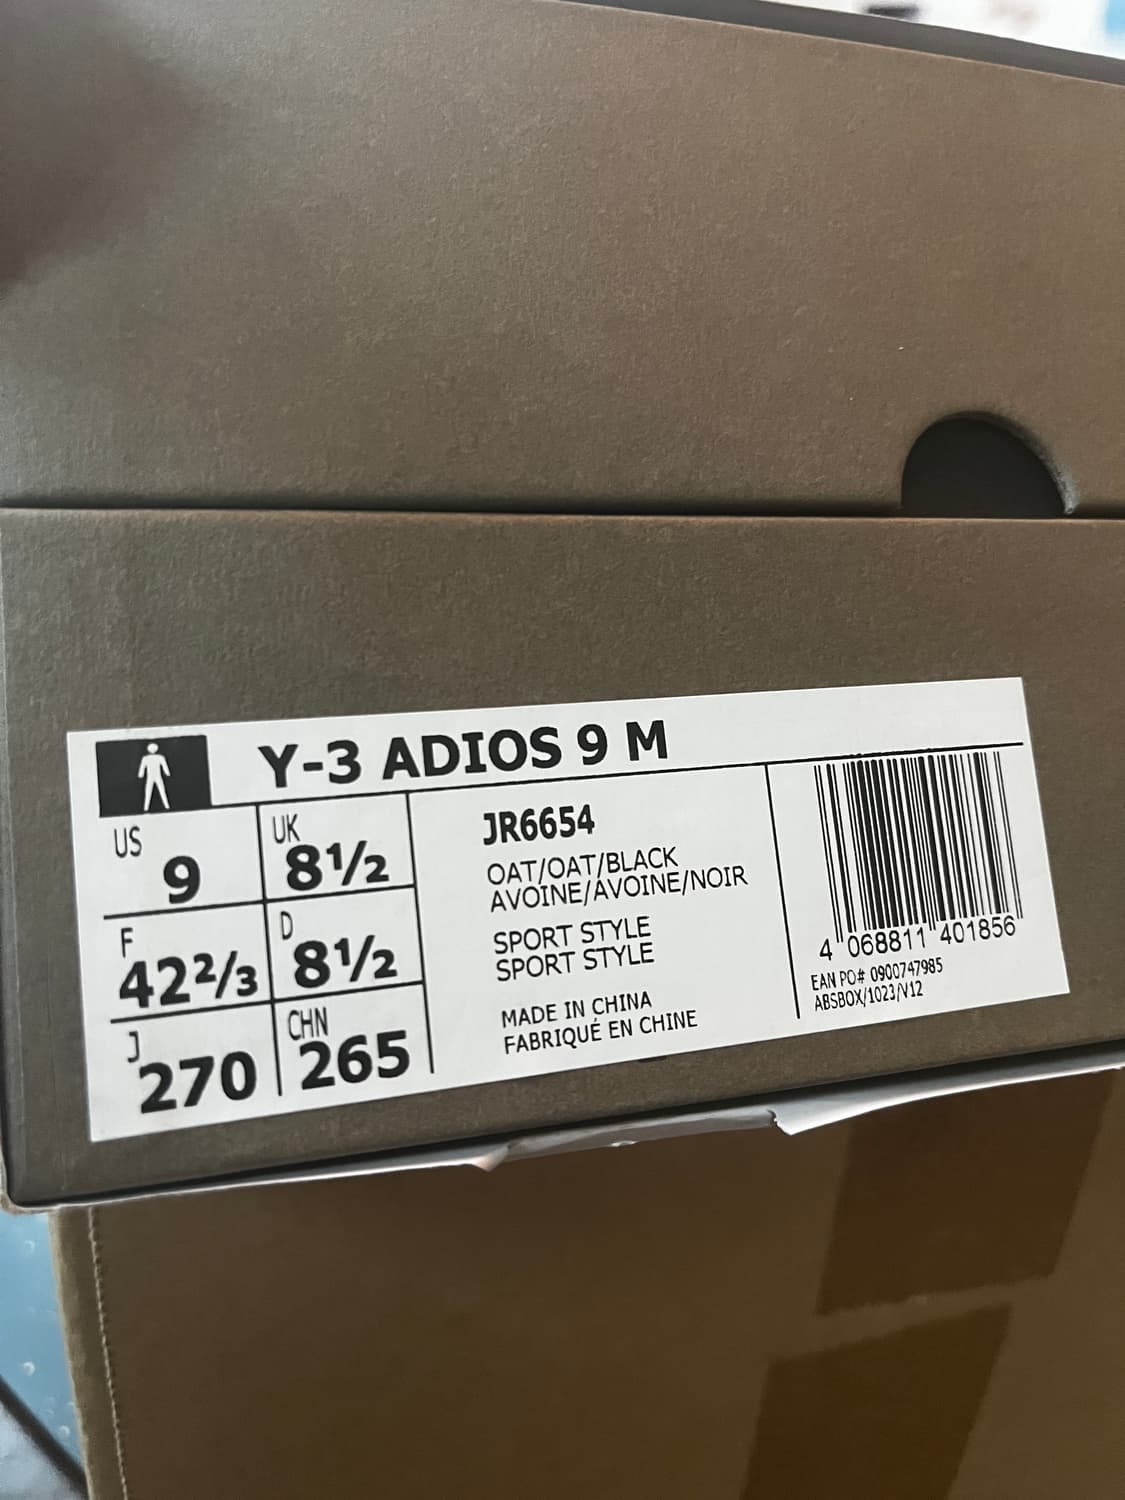 Y-3 ADIOS 9 M
US 9
UK 8½
F 42⅔
D 8½
J 270
CHN 265
JR6654
OAT/OAT/BLACK
AVOINE/AVOINE/NOIR
SPORT STYLE
SPORT STYLE
MADE IN CHINA
FABRIQUÉ EN CHINE
4 068811 401856
EAN PO# 0900747985
ABSBOX/1023/V12